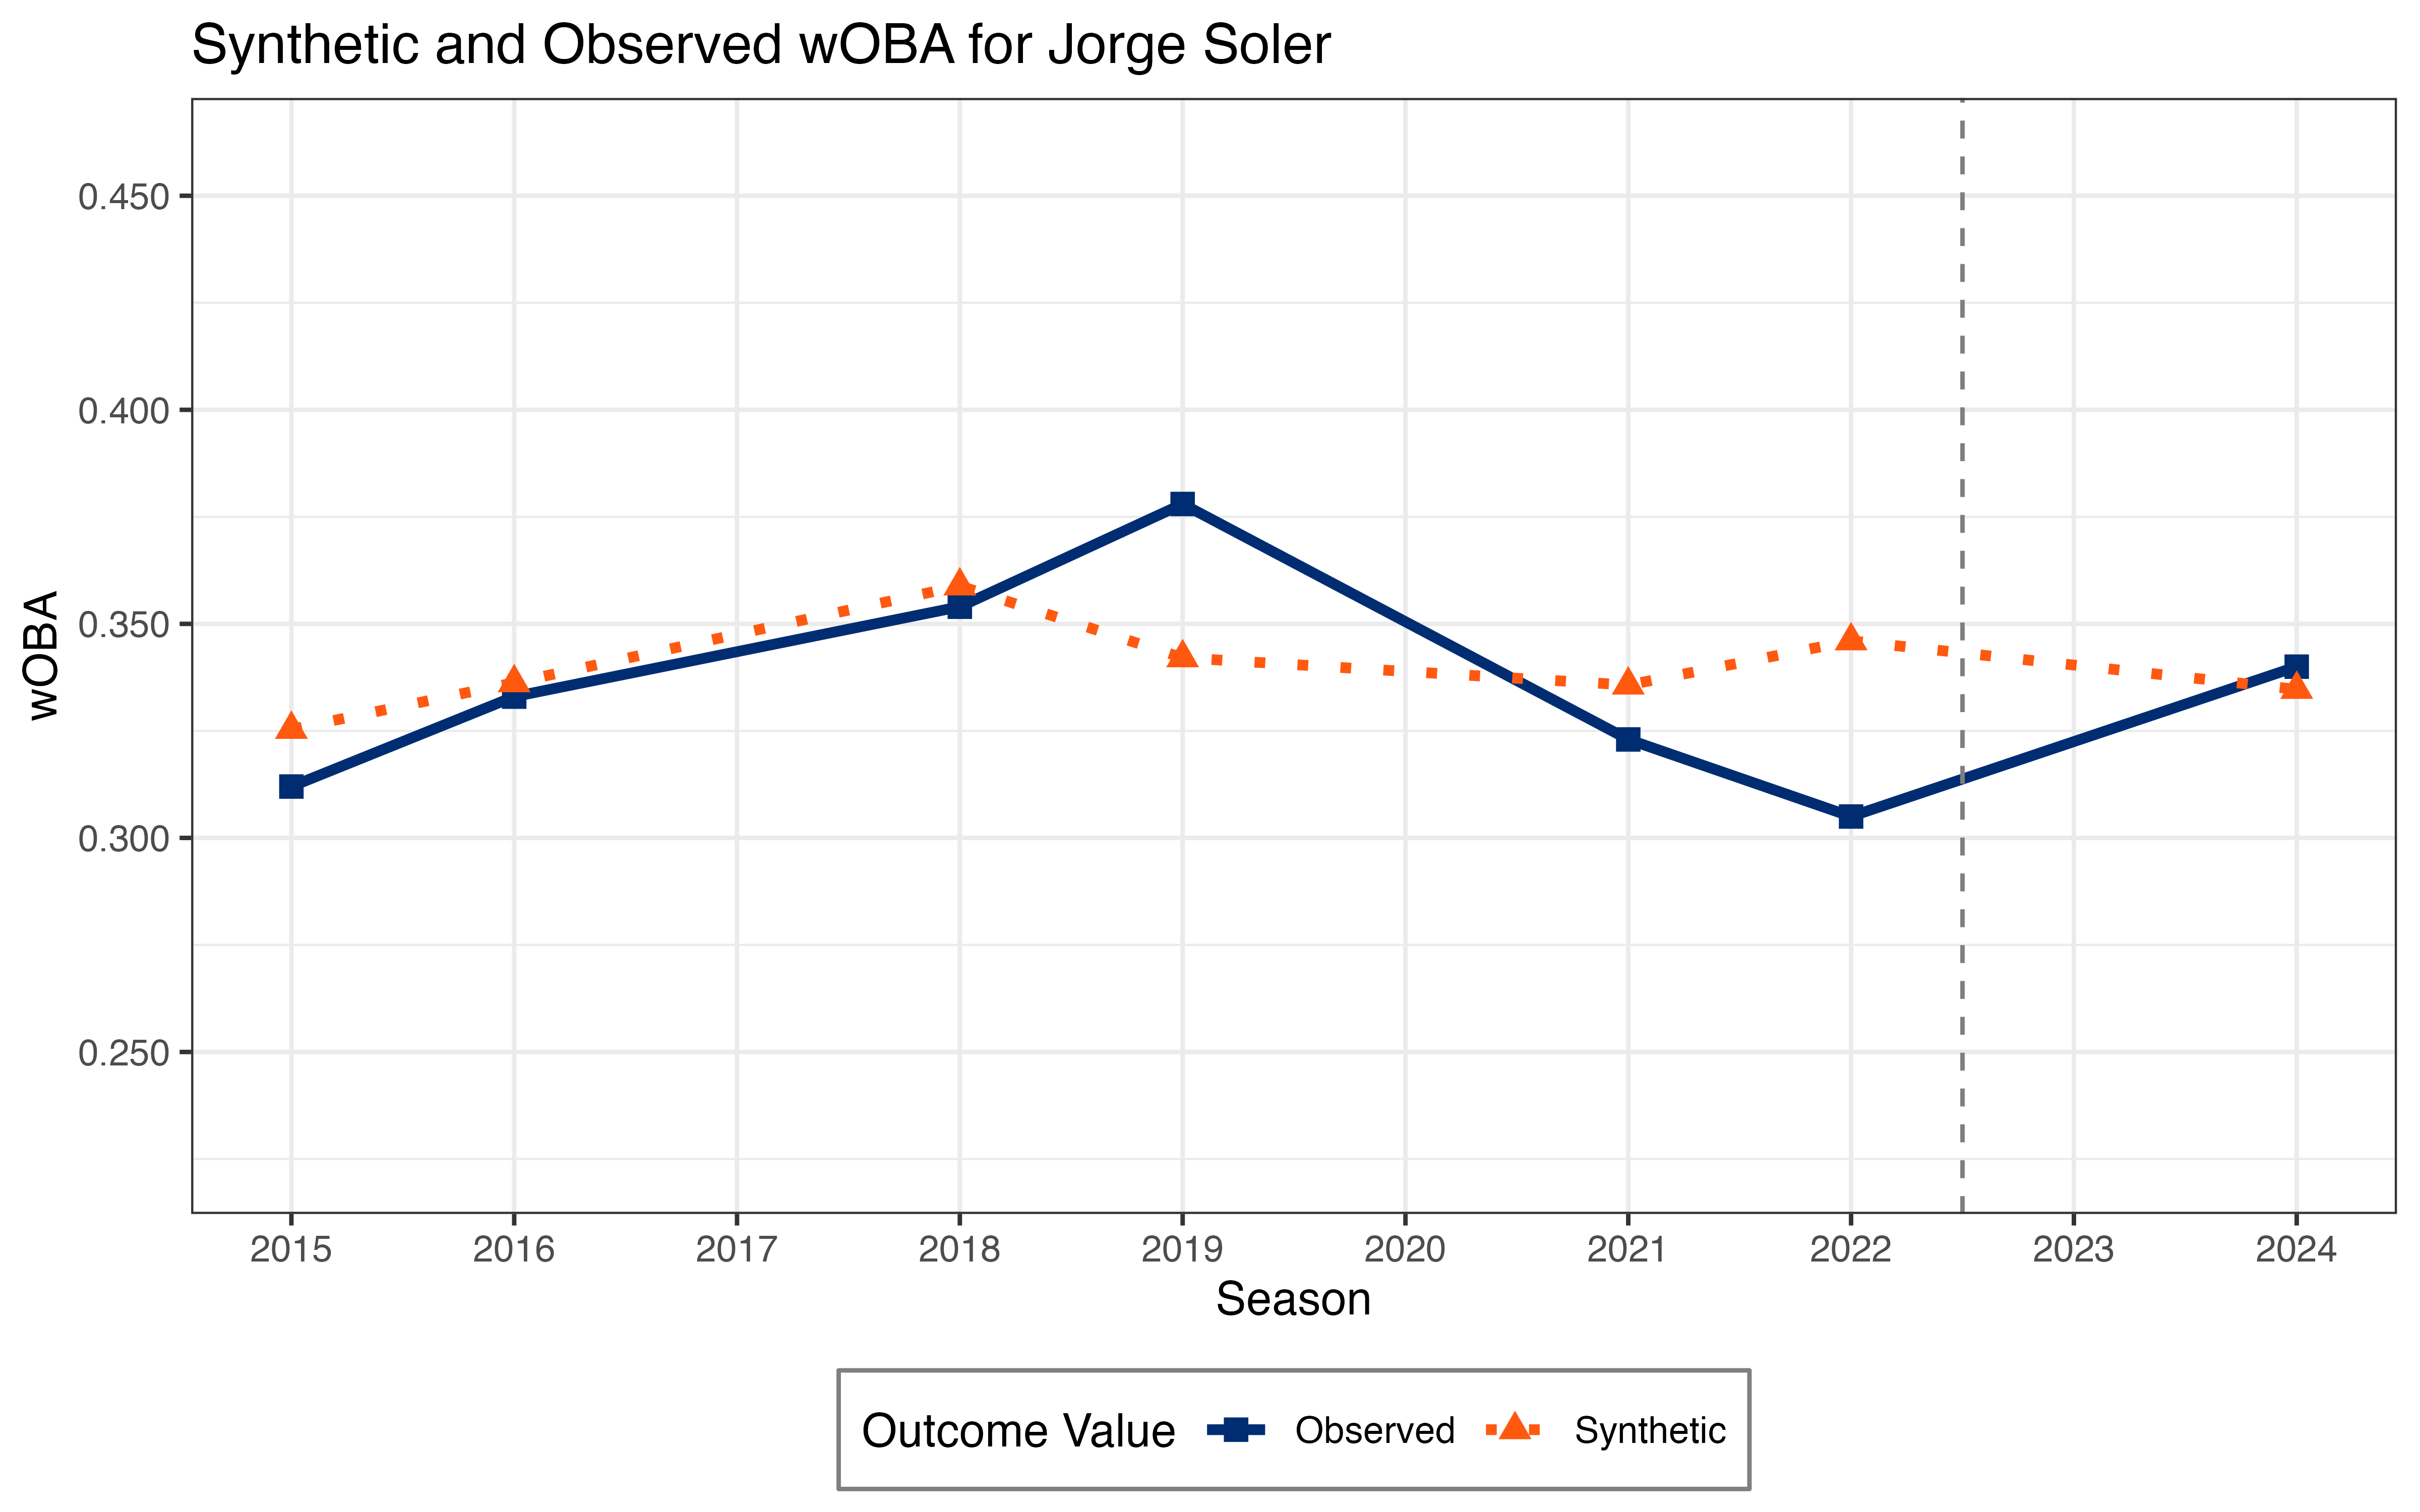 Synthetic and Observed wOBA for Jorge Soler
wOBA
0.450
0.400
0.350
0.300
0.250
2015 2016 2017 2018 2019 2020 2021 2022 2023 2024
Season
Outcome Value Observed Synthetic